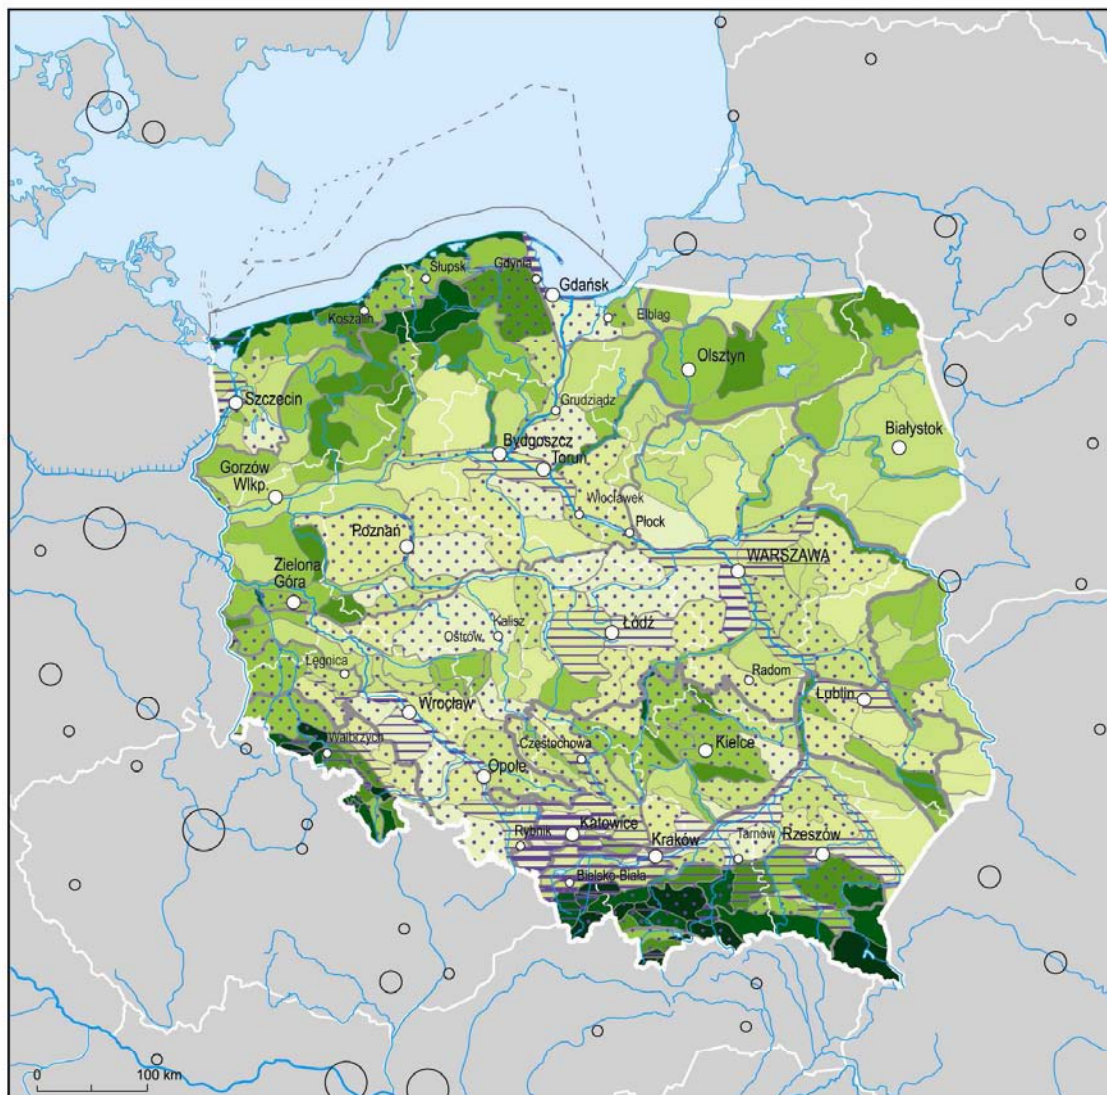 Słupsk
Gdynia
Gdańsk
Koszalin
Elbląg
Olsztyn
Szczecin
Grudziądz
Białystok
Bydgoszcz
Toruń
Gorzów
Wlkp.
Włocławek
Płock
Poznań
WARSZAWA
Zielona
Góra
Kalisz
Ostrów
Łódź
Legnica
Radom
Lublin
Wrocław
Wałbrzych
Częstochowa
Kielce
Opole
Rybnik
Katowice
Kraków
Tarnów
Rzeszów
Bielsko-Biała
0
100 km